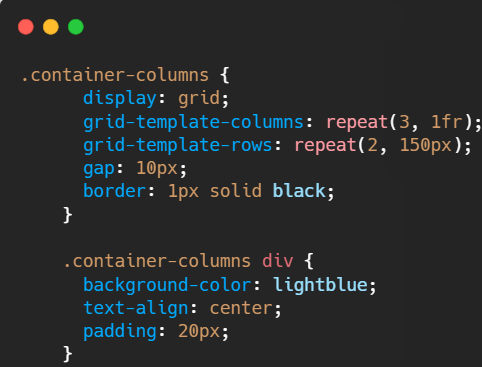 .container-columns {
display: grid;
grid-template-columns: repeat(3, 1fr);
grid-template-rows: repeat(2, 150px);
gap: 10px;
border: 1px solid black;
}
.container-columns div {
background-color: lightblue;
text-align: center;
padding: 20px;
}